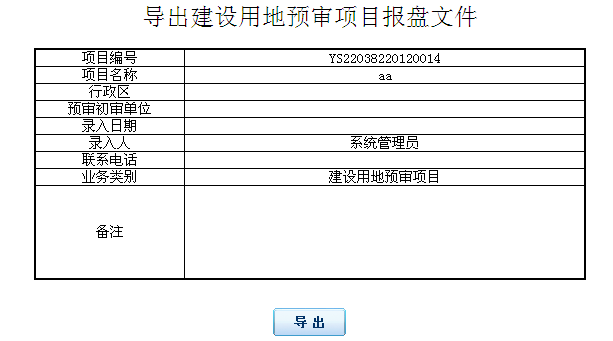 导出建设用地预审项目报盘文件
项目编号 YS22038220120014
项目名称 aa
行政区
预审初审单位
录入日期
录入人 系统管理员
联系电话
业务类别 建设用地预审项目
备注
导 出